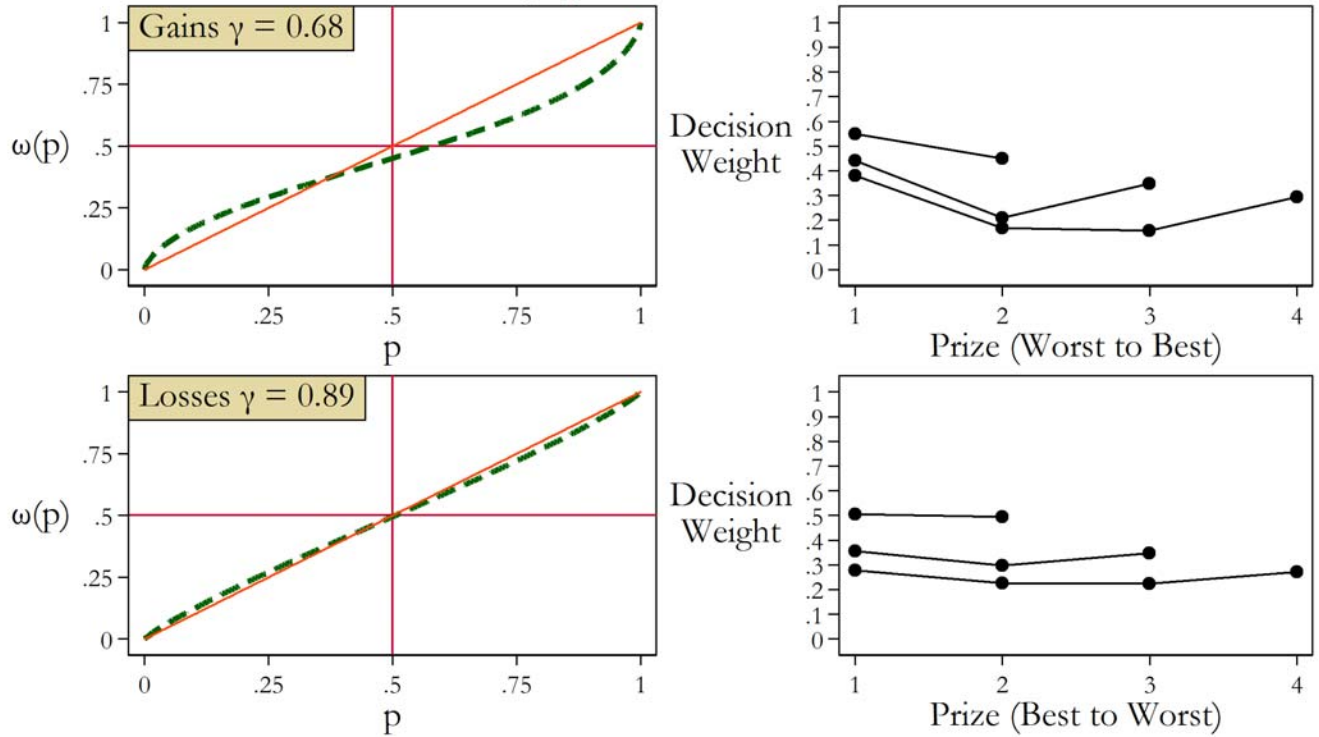 Gains γ = 0.68
1
.75
.5
.25
0
ω(p)
0 .25 .5 .75 1
p
Decision
Weight
1
.9
.8
.7
.6
.5
.4
.3
.2
.1
0
1 2 3 4
Prize (Worst to Best)
Losses γ = 0.89
1
.75
.5
.25
0
ω(p)
0 .25 .5 .75 1
p
Decision
Weight
1
.9
.8
.7
.6
.5
.4
.3
.2
.1
0
1 2 3 4
Prize (Best to Worst)